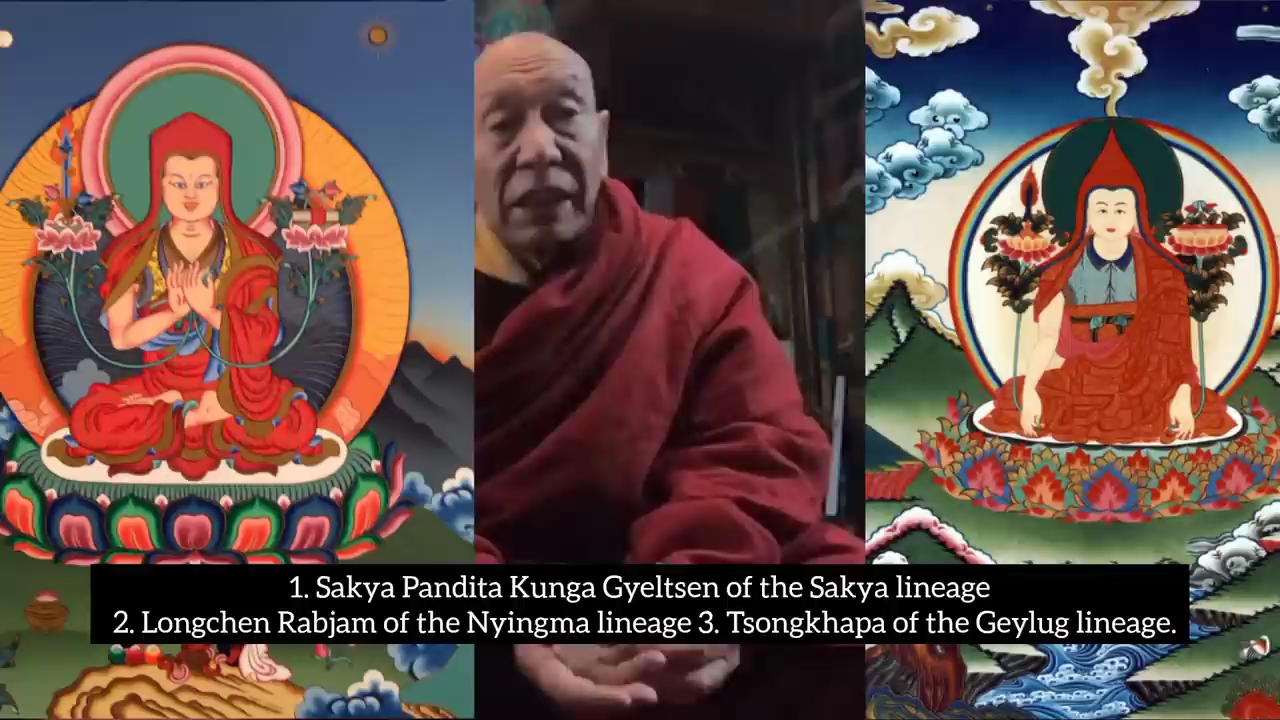 1. Sakya Pandita Kunga Gyeltsen of the Sakya lineage
2. Longchen Rabjam of the Nyingma lineage 3. Tsongkhapa of the Geylug lineage.